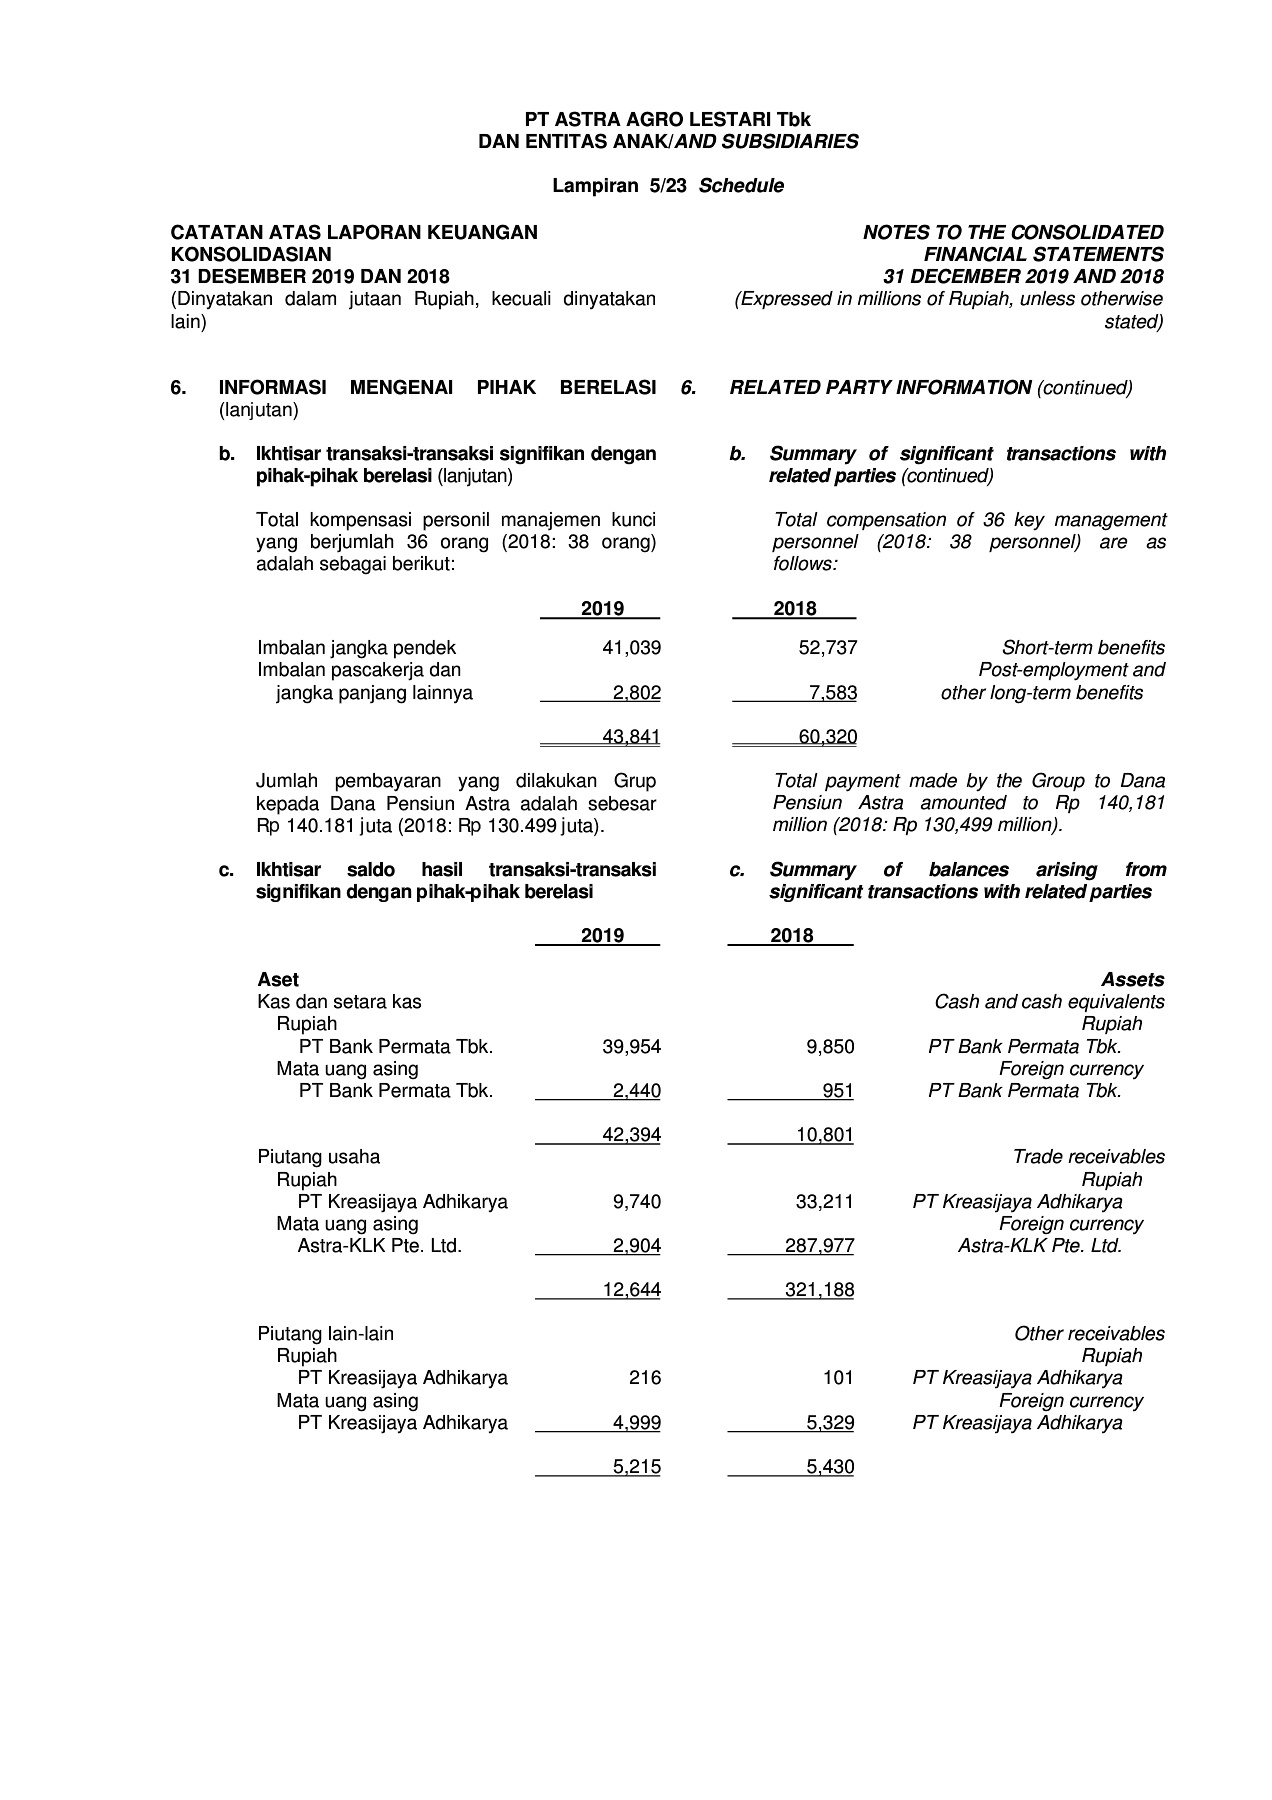 PT ASTRA AGRO LESTARI Tbk
DAN ENTITAS ANAK/AND SUBSIDIARIES
Lampiran 5/23 Schedule
CATATAN ATAS LAPORAN KEUANGAN
KONSOLIDASIAN
31 DESEMBER 2019 DAN 2018
(Dinyatakan dalam jutaan Rupiah, kecuali dinyatakan
lain)
NOTES TO THE CONSOLIDATED
FINANCIAL STATEMENTS
31 DECEMBER 2019 AND 2018
(Expressed in millions of Rupiah, unless otherwise
stated)
6. INFORMASI MENGENAI PIHAK BERELASI
(lanjutan)
6. RELATED PARTY INFORMATION (continued)
b. Ikhtisar transaksi-transaksi signifikan dengan
pihak-pihak berelasi (lanjutan)
b. Summary of significant transactions with
related parties (continued)
Total kompensasi personil manajemen kunci
yang berjumlah 36 orang (2018: 38 orang)
adalah sebagai berikut:
Total compensation of 36 key management
personnel (2018: 38 personnel) are as
follows:
2019 2018
Imbalan jangka pendek 41,039 52,737 Short-term benefits
Imbalan pascakerja dan Post-employment and
jangka panjang lainnya 2,802 7,583 other long-term benefits
43,841 60,320
Jumlah pembayaran yang dilakukan Grup
kepada Dana Pensiun Astra adalah sebesar
Rp 140.181 juta (2018: Rp 130.499 juta).
Total payment made by the Group to Dana
Pensiun Astra amounted to Rp 140,181
million (2018: Rp 130,499 million).
c. Ikhtisar saldo hasil transaksi-transaksi
signifikan dengan pihak-pihak berelasi
c. Summary of balances arising from
significant transactions with related parties
2019 2018
Aset Assets
Kas dan setara kas Cash and cash equivalents
Rupiah Rupiah
PT Bank Permata Tbk. 39,954 9,850 PT Bank Permata Tbk.
Mata uang asing Foreign currency
PT Bank Permata Tbk. 2,440 951 PT Bank Permata Tbk.
42,394 10,801
Piutang usaha Trade receivables
Rupiah Rupiah
PT Kreasijaya Adhikarya 9,740 33,211 PT Kreasijaya Adhikarya
Mata uang asing Foreign currency
Astra-KLK Pte. Ltd. 2,904 287,977 Astra-KLK Pte. Ltd.
12,644 321,188
Piutang lain-lain Other receivables
Rupiah Rupiah
PT Kreasijaya Adhikarya 216 101 PT Kreasijaya Adhikarya
Mata uang asing Foreign currency
PT Kreasijaya Adhikarya 4,999 5,329 PT Kreasijaya Adhikarya
5,215 5,430